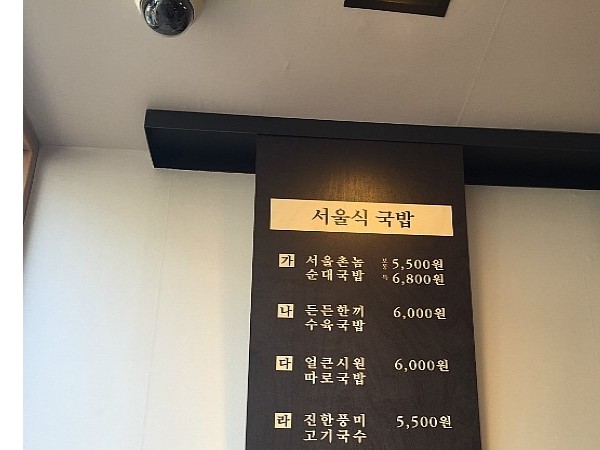 서울식 국밥
가 서울촌놈 보통 5,500원
순대국밥 특 6,800원
나 든든한끼 6,000원
수육국밥
다 얼큰시원 6,000원
따로국밥
라 진한풍미 5,500원
고기국수